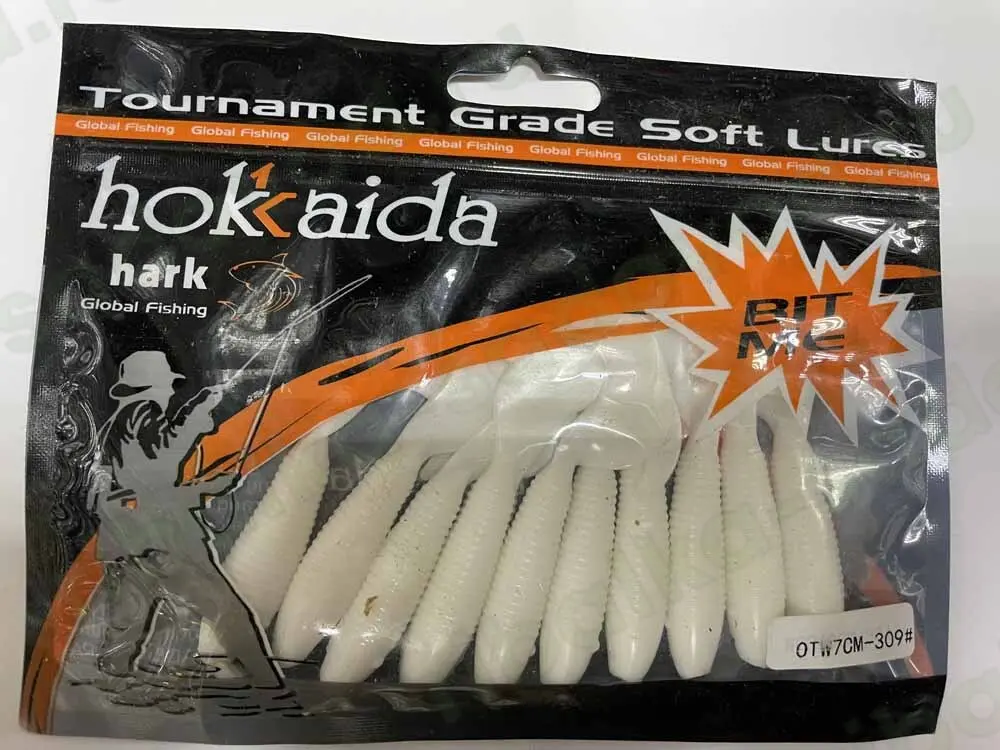 Tournament Grade Soft Lures
Global Fishing Global Fishing Global Fishing Global Fishing Global Fishing Global Fishing Global Fishing Global Fishing
hokkaida
hark
Global Fishing
BIT
ME
OTW7CM-309#